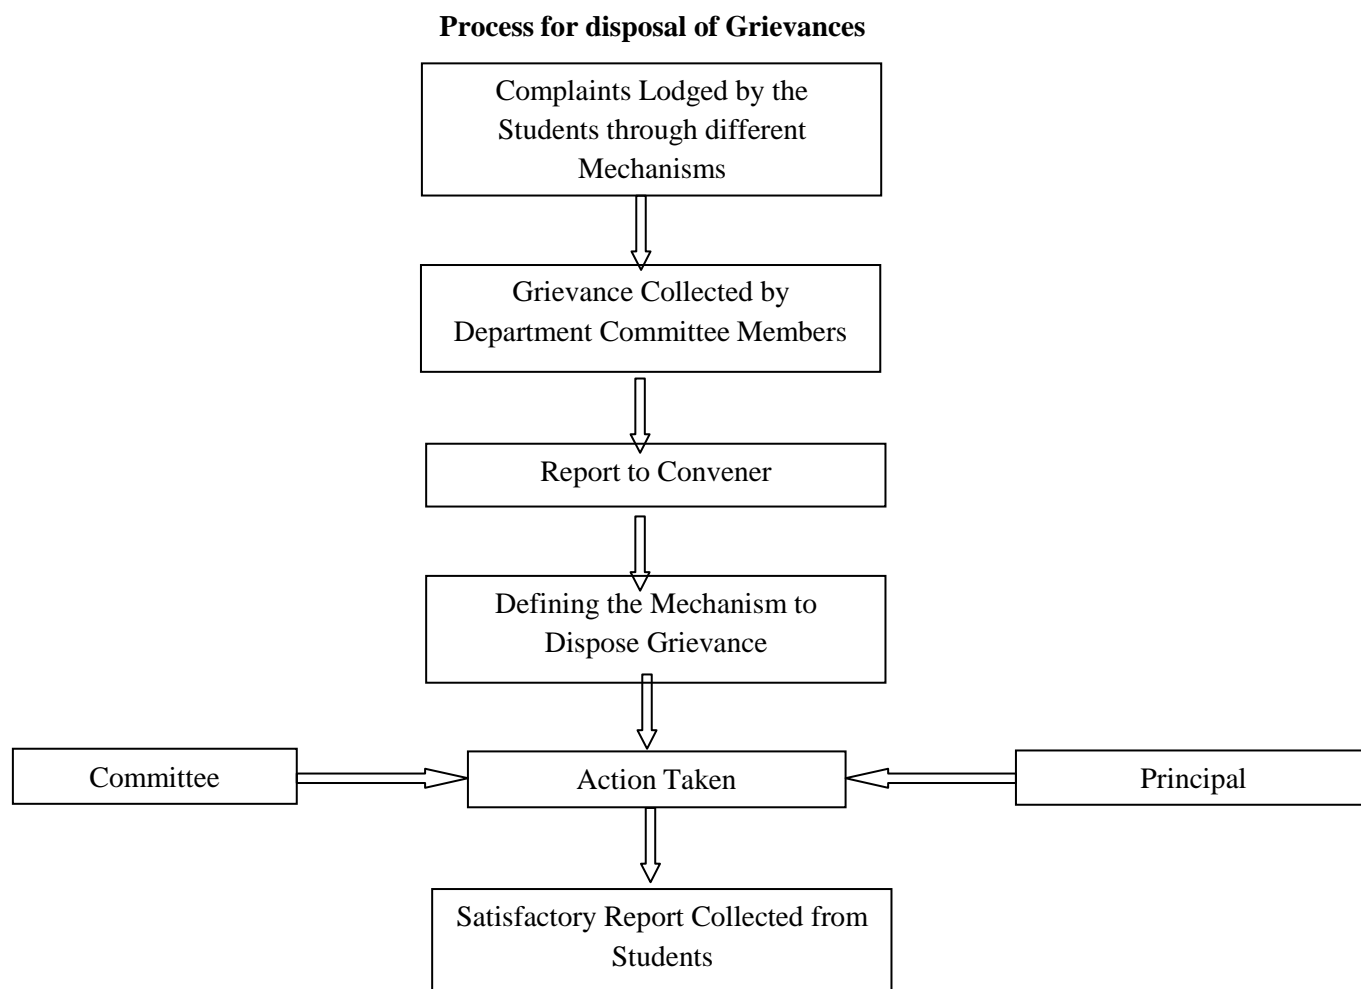 Process for disposal of Grievances
Complaints Lodged by the
Students through different
Mechanisms
Grievance Collected by
Department Committee Members
Report to Convener
Defining the Mechanism to
Dispose Grievance
Committee
Action Taken
Principal
Satisfactory Report Collected from
Students